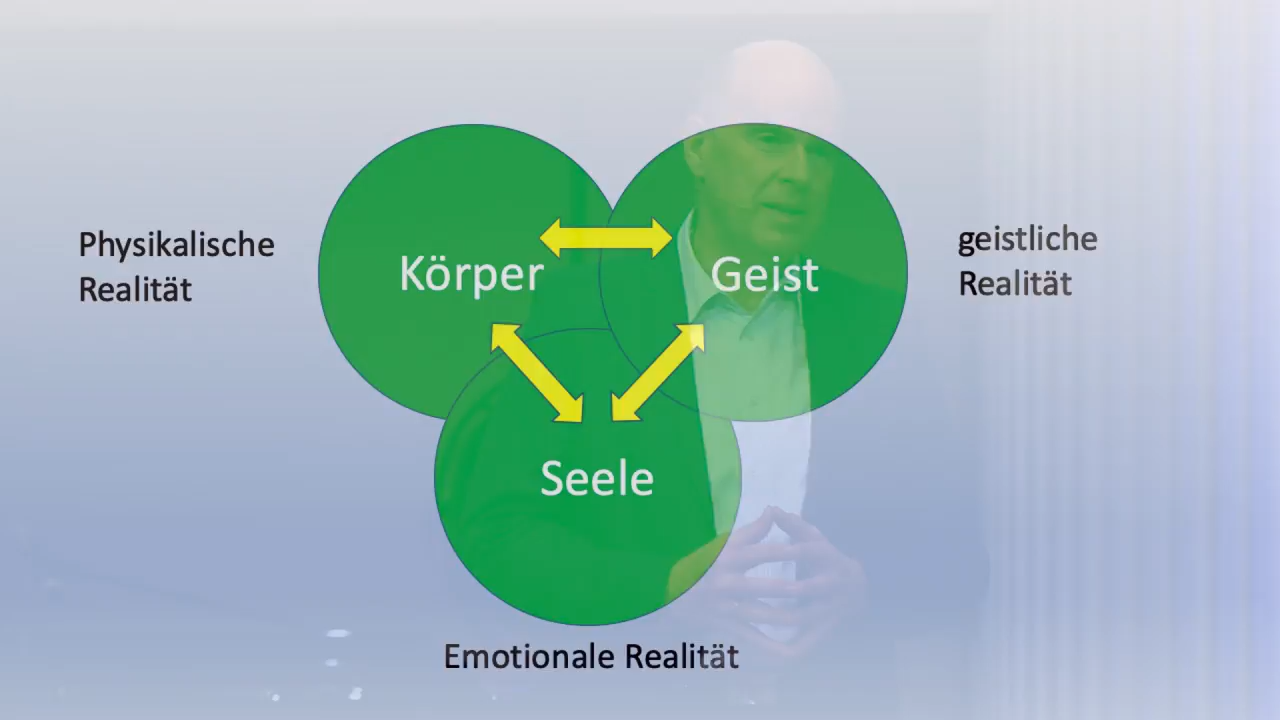 Physikalische
Realität
Körper
Geist
geistliche
Realität
Seele
Emotionale Realität